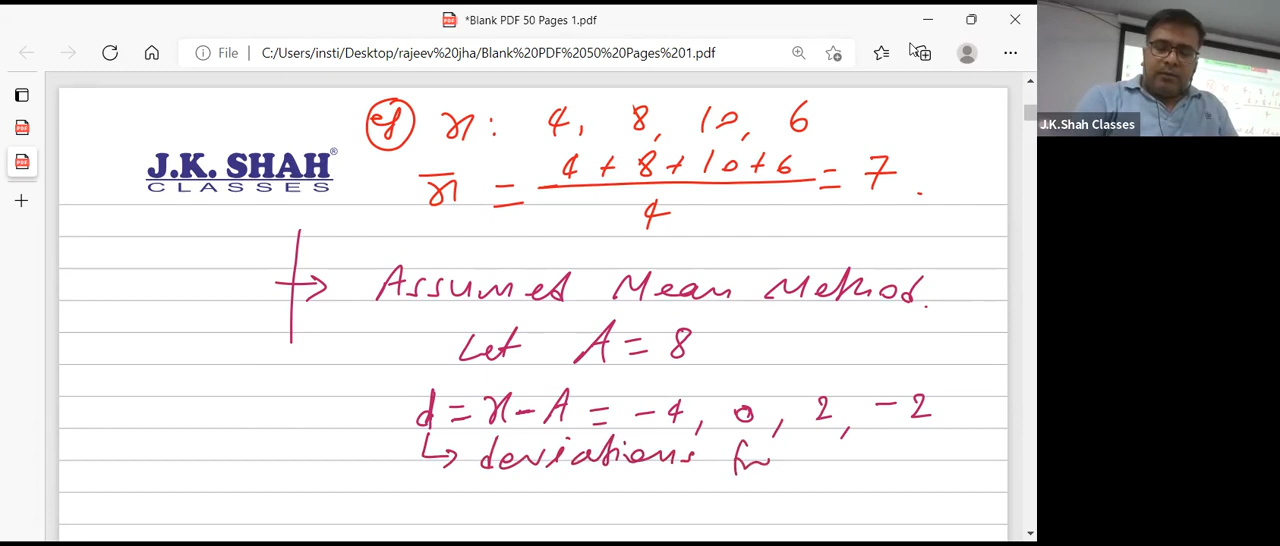 *Blank PDF 50 Pages 1.pdf
File C:/Users/insti/Desktop/rajeev%20jha/Blank%20PDF%2050%20Pages%201.pdf
J.K.Shah Classes
J.K. SHAH®
CLASSES
eg x : 4, 8, 10, 6
x̄ = (4 + 8 + 10 + 6) / 4 = 7.
→ Assumed Mean Method.
Let A = 8
d = x - A = -4, 0, 2, -2
↳ deviations